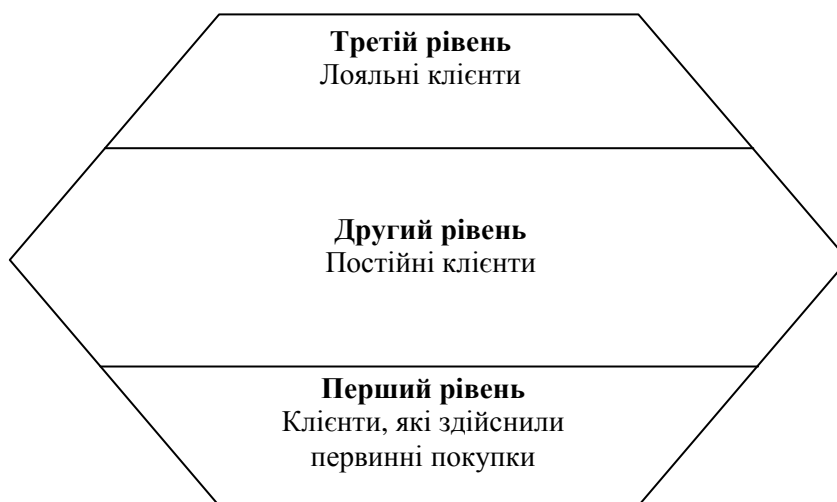 Третій рівень
Лояльні клієнти
Другий рівень
Постійні клієнти
Перший рівень
Клієнти, які здійснили
первинні покупки